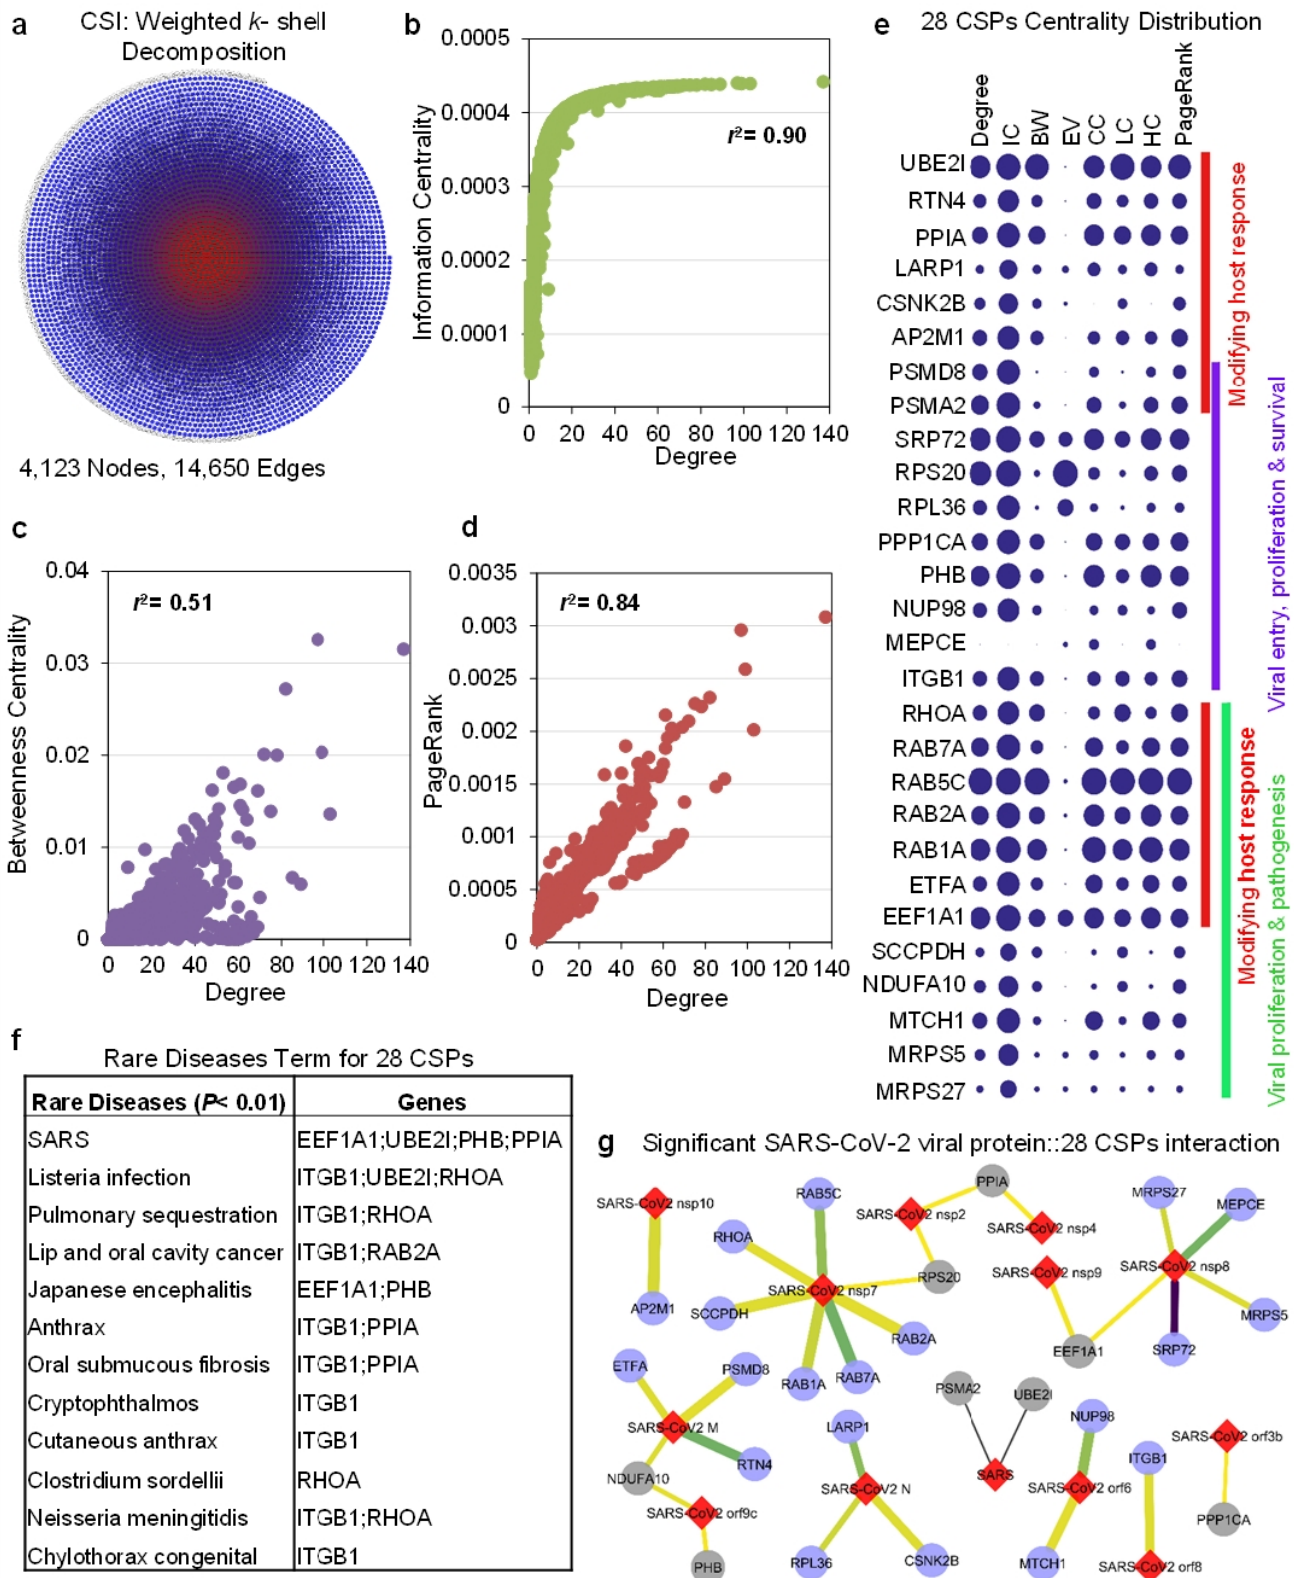 a
CSI: Weighted k- shell
Decomposition
4,123 Nodes, 14,650 Edges
b
0.0005
0.0004
0.0003
0.0002
0.0001
0
Information Centrality
r²= 0.90
0 20 40 60 80 100 120 140
Degree
c
0.04
0.03
0.02
0.01
0
Betweenness Centrality
r²= 0.51
0 20 40 60 80 100 120 140
Degree
d
0.0035
0.003
0.0025
0.002
0.0015
0.001
0.0005
0
PageRank
r²= 0.84
0 20 40 60 80 100 120 140
Degree
e
28 CSPs Centrality Distribution
Degree
IC
BW
EV
CC
LC
HC
PageRank
UBE2I
RTN4
PPIA
LARP1
CSNK2B
AP2M1
PSMD8
PSMA2
SRP72
RPS20
RPL36
PPP1CA
PHB
NUP98
MEPCE
ITGB1
RHOA
RAB7A
RAB5C
RAB2A
RAB1A
ETFA
EEF1A1
SCCPDH
NDUFA10
MTCH1
MRPS5
MRPS27
Modifying host response
Viral entry, proliferation & survival
Modifying host response
Viral proliferation & pathogenesis
f
Rare Diseases Term for 28 CSPs
Rare Diseases (P< 0.01) Genes
SARS EEF1A1;UBE2I;PHB;PPIA
Listeria infection ITGB1;UBE2I;RHOA
Pulmonary sequestration ITGB1;RHOA
Lip and oral cavity cancer ITGB1;RAB2A
Japanese encephalitis EEF1A1;PHB
Anthrax ITGB1;PPIA
Oral submucous fibrosis ITGB1;PPIA
Cryptophthalmos ITGB1
Cutaneous anthrax ITGB1
Clostridium sordellii RHOA
Neisseria meningitidis ITGB1;RHOA
Chylothorax congenital ITGB1
g
Significant SARS-CoV-2 viral protein::28 CSPs interaction
SARS-CoV2 nsp10
AP2M1
RAB5C
RHOA
SARS-CoV2 nsp7
SCCPDH
RAB1A
RAB7A
RAB2A
SARS-CoV2 nsp2
PPIA
SARS-CoV2 nsp4
RPS20
SARS-CoV2 nsp9
EEF1A1
MRPS27
MEPCE
SARS-CoV2 nsp8
MRPS5
SRP72
ETFA
PSMD8
SARS-CoV2 M
RTN4
NDUFA10
SARS-CoV2 orf9c
PHB
LARP1
SARS-CoV2 N
RPL36
CSNK2B
PSMA2
UBE2I
SARS
NUP98
SARS-CoV2 orf6
MTCH1
ITGB1
SARS-CoV2 orf8
SARS-CoV2 orf3b
PPP1CA